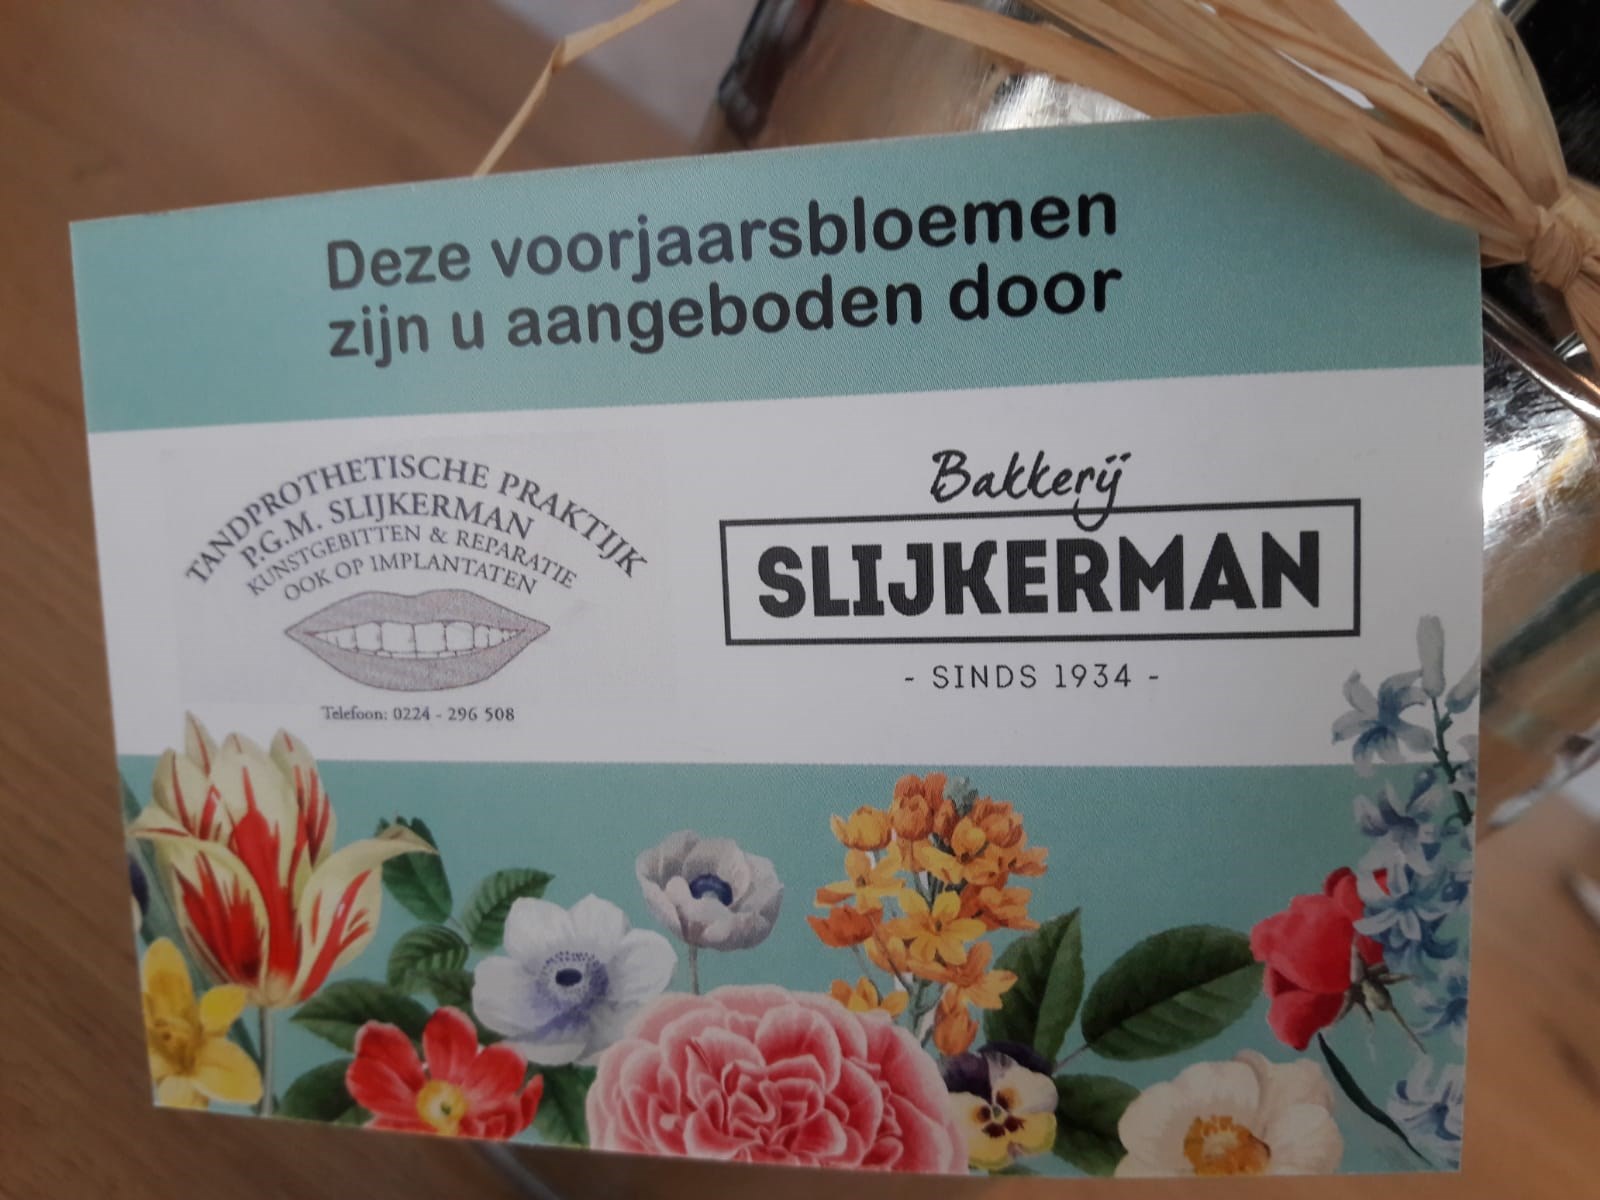 Deze voorjaarsbloemen
zijn u aangeboden door
TANDPROTHETISCHE PRAKTIJK
P.G.M. SLIJKERMAN
KUNSTGEBITTEN & REPARATIE
OOK OP IMPLANTATEN
Telefoon: 0224 - 296 508
Bakkerij
SLIJKERMAN
- SINDS 1934 -